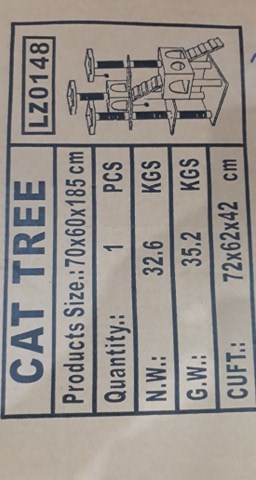 CAT TREE
LZ0148
Products Size.: 70x60x185 cm
Quantity.: 1 PCS
N.W.: 32.6 KGS
G.W.: 35.2 KGS
CUFT.: 72x62x42 cm